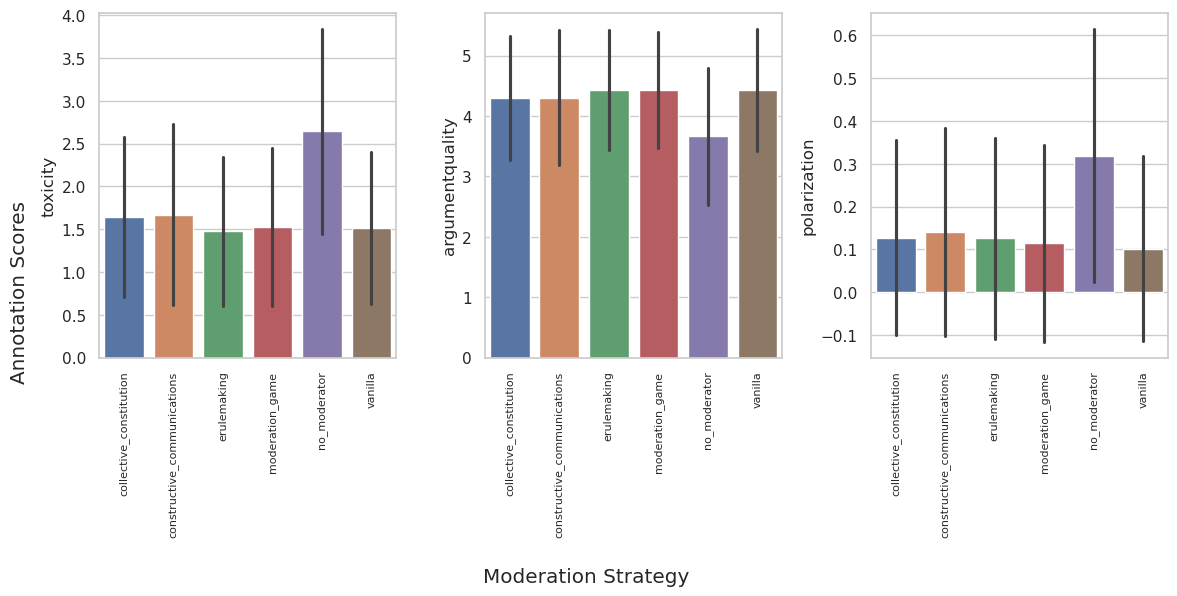 Annotation Scores
toxicity
4.0
3.5
3.0
2.5
2.0
1.5
1.0
0.5
0.0
collective_constitution
constructive_communications
erulemaking
moderation_game
no_moderator
vanilla
argumentquality
5
4
3
2
1
0
collective_constitution
constructive_communications
erulemaking
moderation_game
no_moderator
vanilla
polarization
0.6
0.5
0.4
0.3
0.2
0.1
0.0
−0.1
collective_constitution
constructive_communications
erulemaking
moderation_game
no_moderator
vanilla
Moderation Strategy